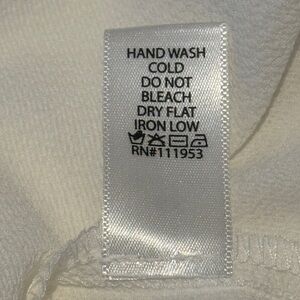 HAND WASH
COLD
DO NOT
BLEACH
DRY FLAT
IRON LOW
RN#111953